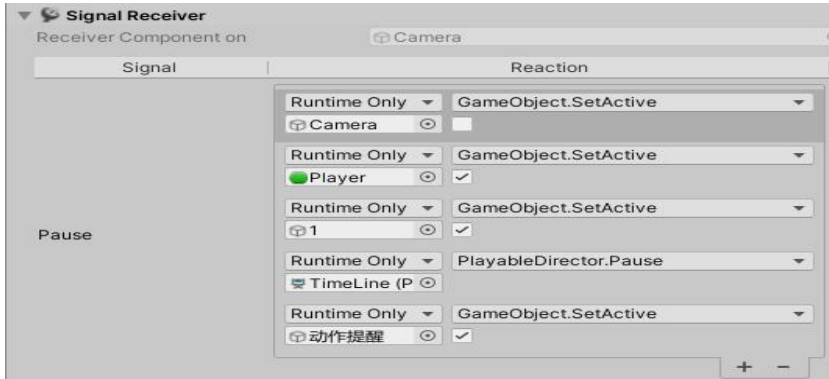 Signal Receiver
Receiver Component on Camera
Signal Reaction
Runtime Only GameObject.SetActive
Camera
Runtime Only GameObject.SetActive
Player
Runtime Only GameObject.SetActive
1
Pause
Runtime Only PlayableDirector.Pause
TimeLine (P
Runtime Only GameObject.SetActive
动作提醒
+ −